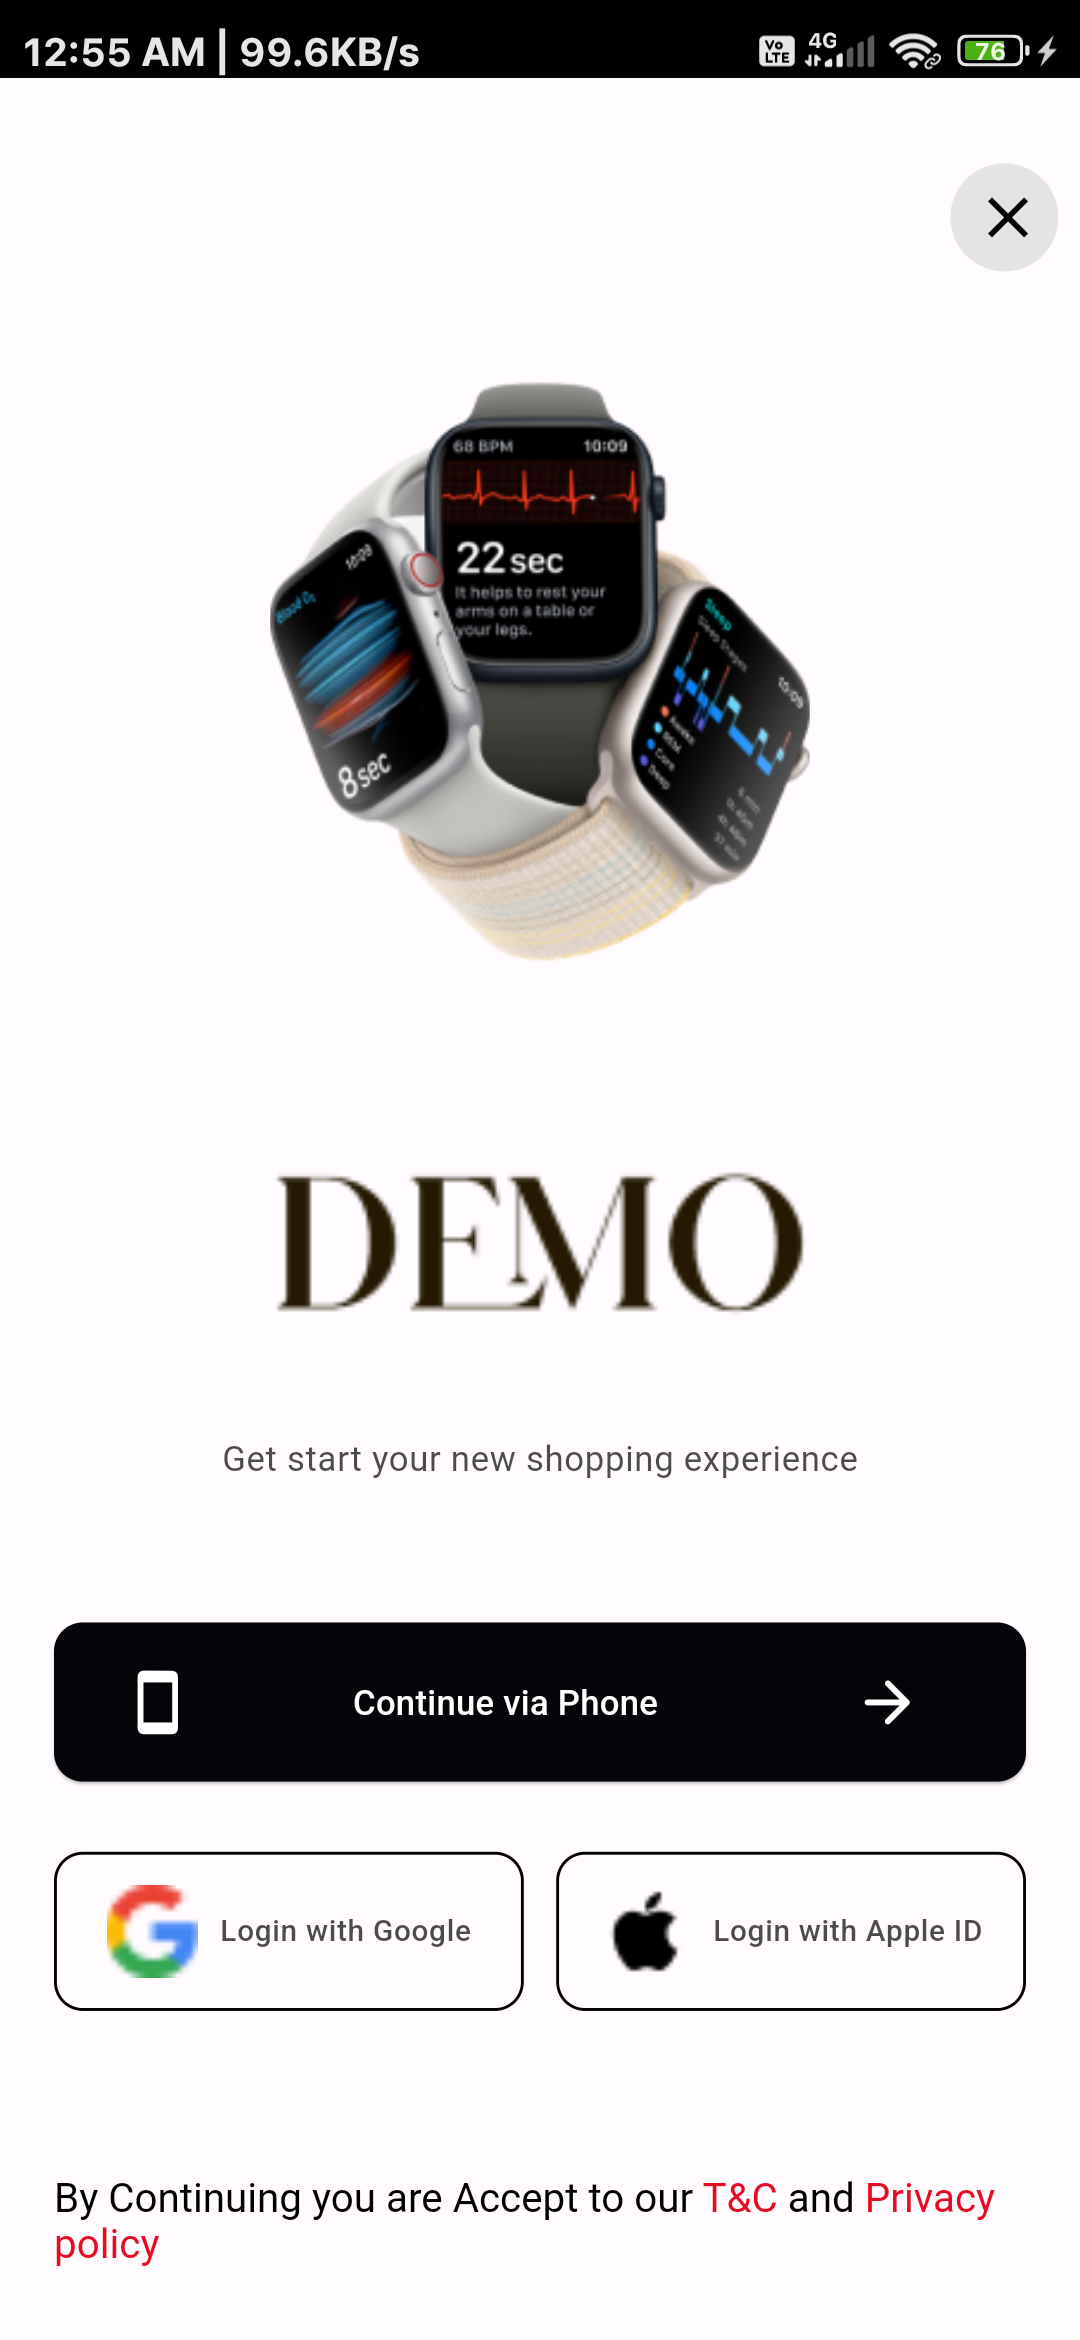 12:55 AM | 99.6KB/s
Vo LTE 4G 76
68 BPM 10:09
22 sec
It helps to rest your
arms on a table or
your legs.
10:09
Blood O₂
8 sec
Sleep
Sleep Stages
10:09
Awake
REM
Core
Deep
DEMO
Get start your new shopping experience
Continue via Phone
Login with Google
Login with Apple ID
By Continuing you are Accept to our T&C and Privacy
policy